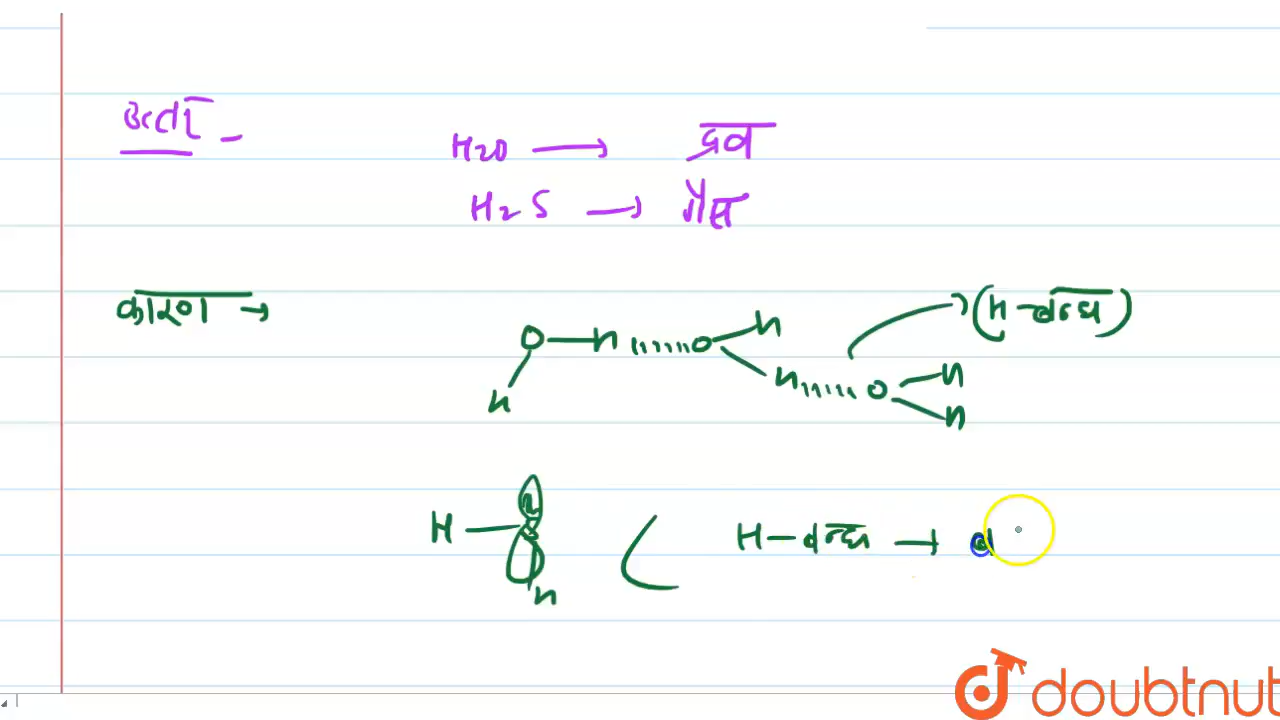 उत्तर -
H2O → द्रव
H2S → गैस
कारण →
(H-बन्ध)
O H O H
H H O H
H
H
H-बन्ध → ब
H
doubtnut